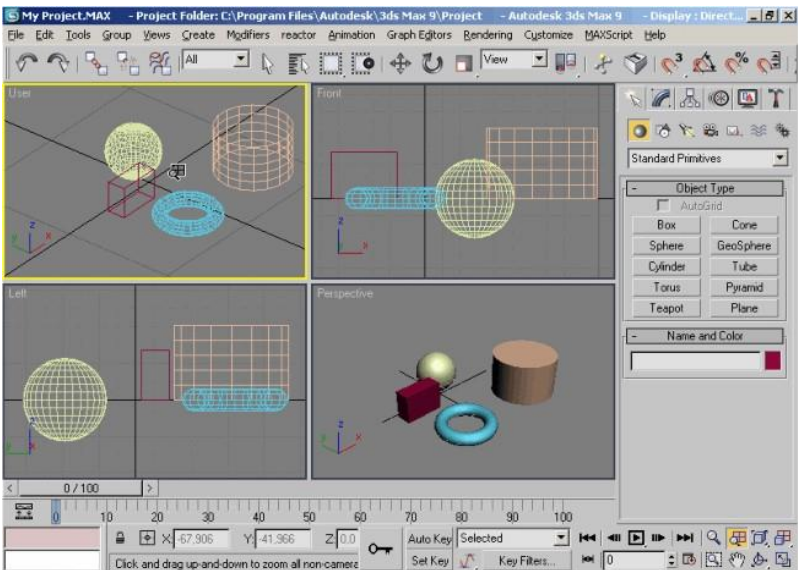 My Project.MAX - Project Folder: C:\Program Files\Autodesk\3ds Max 9\Project - Autodesk 3ds Max 9 - Display : Direct...
File Edit Tools Group Views Create Modifiers reactor Animation Graph Editors Rendering Customize MAXScript Help
All View
User Front
Standard Primitives
- Object Type
AutoGrid
Box Cone
Sphere GeoSphere
Cylinder Tube
Torus Pyramid
Teapot Plane
- Name and Color
z y x
z x
Left Perspective
z y
z y x
< 0 / 100 >
0 10 20 30 40 50 60 70 80 90 100
X: -67.906 Y: -41.966 Z: 0.0 Auto Key Selected
Click and drag up-and-down to zoom all non-camera Set Key Key Filters... 0